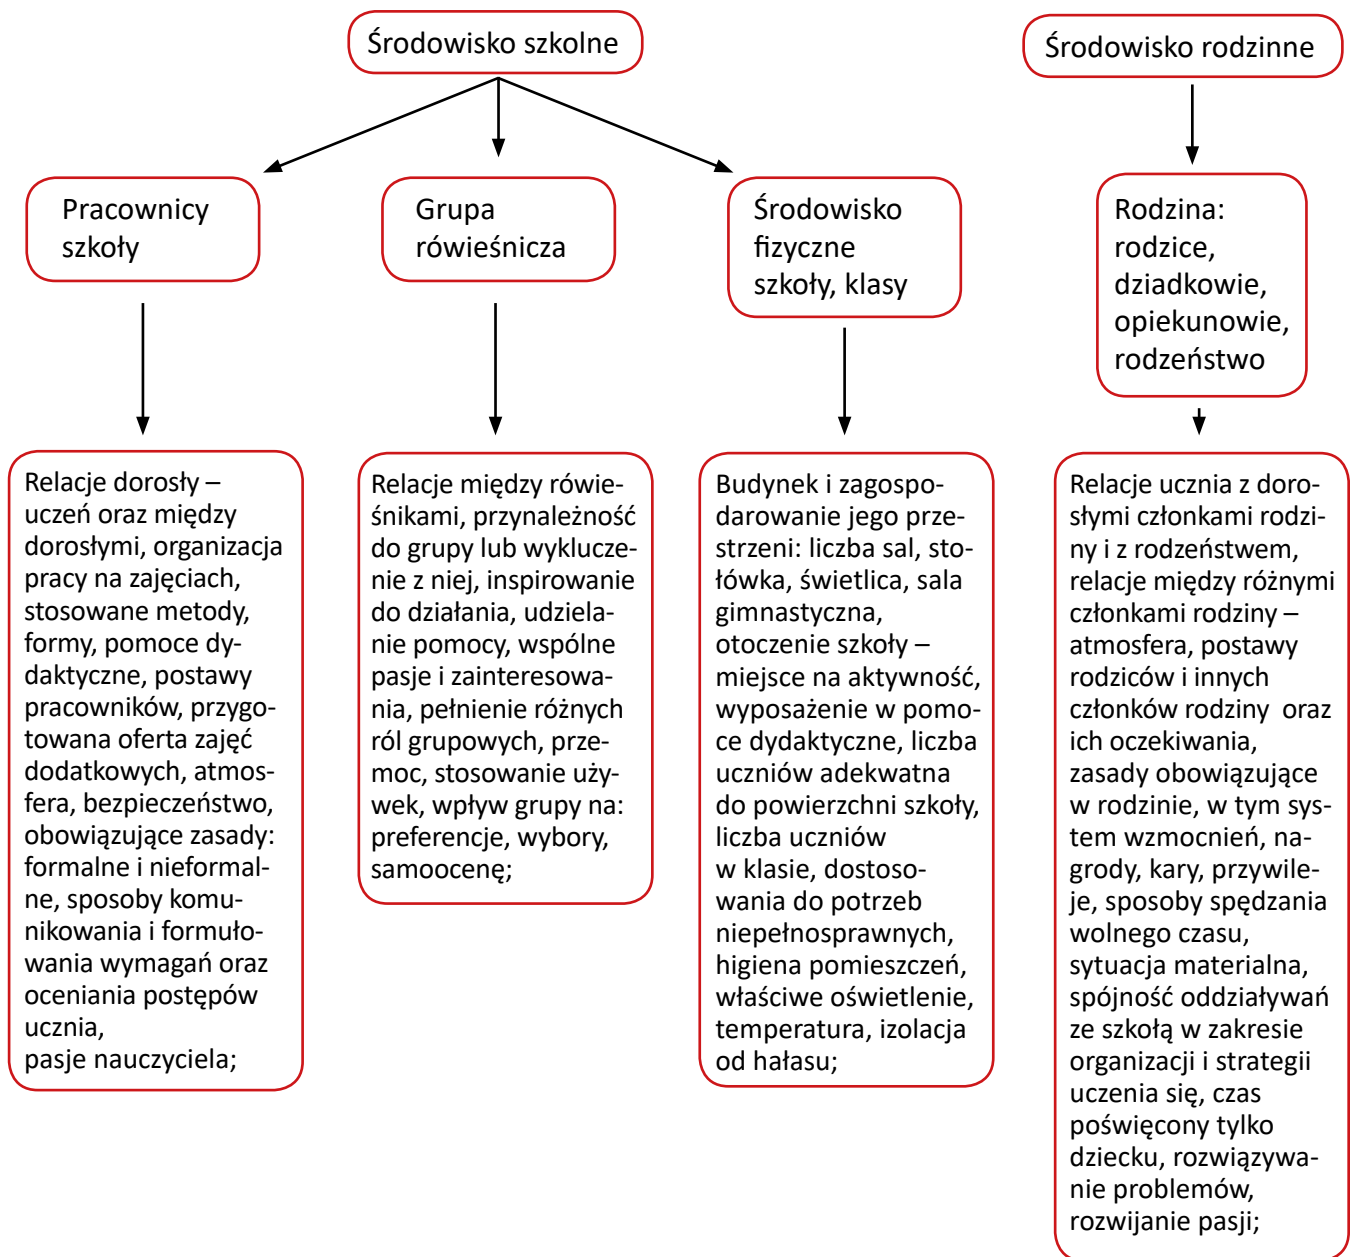 Środowisko szkolne
Środowisko rodzinne
Pracownicy
szkoły
Grupa
rówieśnicza
Środowisko
fizyczne
szkoły, klasy
Rodzina:
rodzice,
dziadkowie,
opiekunowie,
rodzeństwo
Relacje dorosły –
uczeń oraz między
dorosłymi, organizacja
pracy na zajęciach,
stosowane metody,
formy, pomoce dy-
daktyczne, postawy
pracowników, przygo-
towana oferta zajęć
dodatkowych, atmos-
fera, bezpieczeństwo,
obowiązujące zasady:
formalne i nieformal-
ne, sposoby komu-
nikowania i formuło-
wania wymagań oraz
oceniania postępów
ucznia,
pasje nauczyciela;
Relacje między rówie-
śnikami, przynależność
do grupy lub wyklucze-
nie z niej, inspirowanie
do działania, udziela-
nie pomocy, wspólne
pasje i zainteresowa-
nia, pełnienie różnych
ról grupowych, prze-
moc, stosowanie uży-
wek, wpływ grupy na:
preferencje, wybory,
samoocenę;
Budynek i zagospo-
darowanie jego prze-
strzeni: liczba sal, sto-
łówka, świetlica, sala
gimnastyczna,
otoczenie szkoły –
miejsce na aktywność,
wyposażenie w pomo-
ce dydaktyczne, liczba
uczniów adekwatna
do powierzchni szkoły,
liczba uczniów
w klasie, dostoso-
wania do potrzeb
niepełnosprawnych,
higiena pomieszczeń,
właściwe oświetlenie,
temperatura, izolacja
od hałasu;
Relacje ucznia z doro-
słymi członkami rodzi-
ny i z rodzeństwem,
relacje między różnymi
członkami rodziny –
atmosfera, postawy
rodziców i innych
członków rodziny oraz
ich oczekiwania,
zasady obowiązujące
w rodzinie, w tym sys-
tem wzmocnień, na-
grody, kary, przywile-
je, sposoby spędzania
wolnego czasu,
sytuacja materialna,
spójność oddziaływań
ze szkołą w zakresie
organizacji i strategii
uczenia się, czas
poświęcony tylko
dziecku, rozwiązywa-
nie problemów,
rozwijanie pasji;